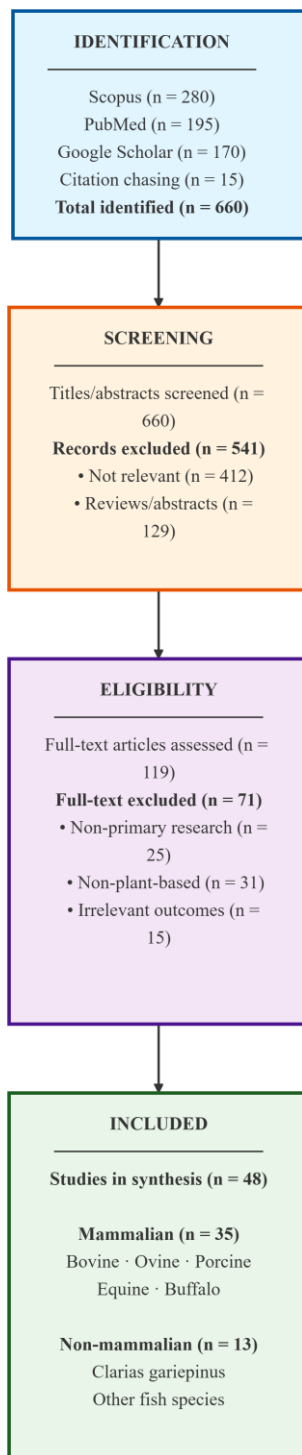 IDENTIFICATION
Scopus (n = 280)
PubMed (n = 195)
Google Scholar (n = 170)
Citation chasing (n = 15)
Total identified (n = 660)
SCREENING
Titles/abstracts screened (n =
660)
Records excluded (n = 541)
• Not relevant (n = 412)
• Reviews/abstracts (n =
129)
ELIGIBILITY
Full-text articles assessed (n =
119)
Full-text excluded (n = 71)
• Non-primary research (n =
25)
• Non-plant-based (n = 31)
• Irrelevant outcomes (n =
15)
INCLUDED
Studies in synthesis (n = 48)
Mammalian (n = 35)
Bovine · Ovine · Porcine
Equine · Buffalo
Non-mammalian (n = 13)
Clarias gariepinus
Other fish species